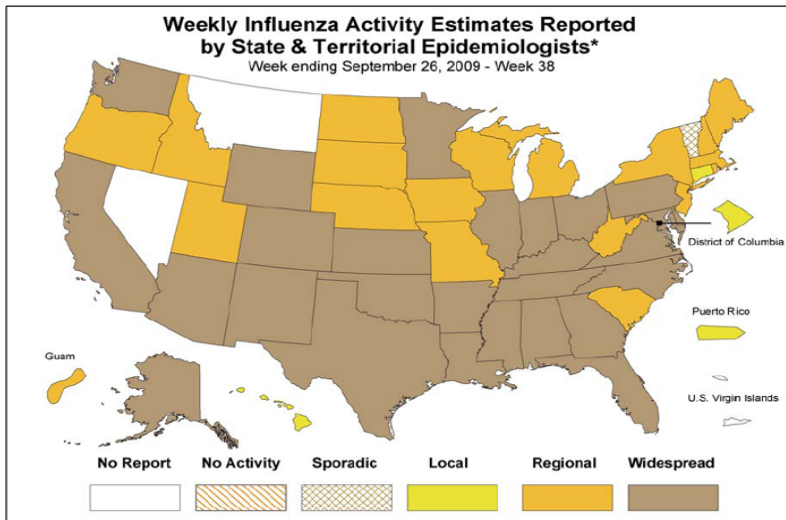 Weekly Influenza Activity Estimates Reported
by State & Territorial Epidemiologists*
Week ending September 26, 2009 - Week 38
District of Columbia
Puerto Rico
Guam
U.S. Virgin Islands
No Report No Activity Sporadic Local Regional Widespread